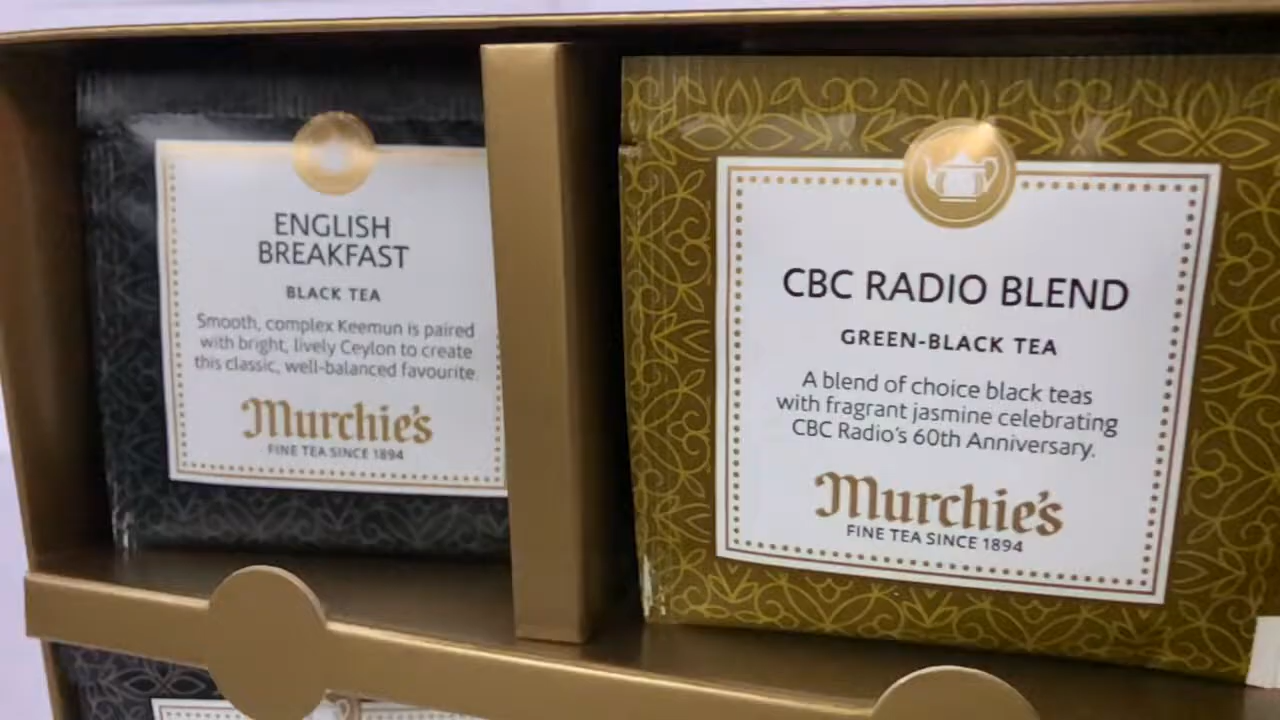 ENGLISH
BREAKFAST
BLACK TEA
Smooth, complex Keemun is paired
with bright, lively Ceylon to create
this classic, well-balanced favourite.
Murchie's
FINE TEA SINCE 1894
CBC RADIO BLEND
GREEN-BLACK TEA
A blend of choice black teas
with fragrant jasmine celebrating
CBC Radio's 60th Anniversary.
Murchie's
FINE TEA SINCE 1894